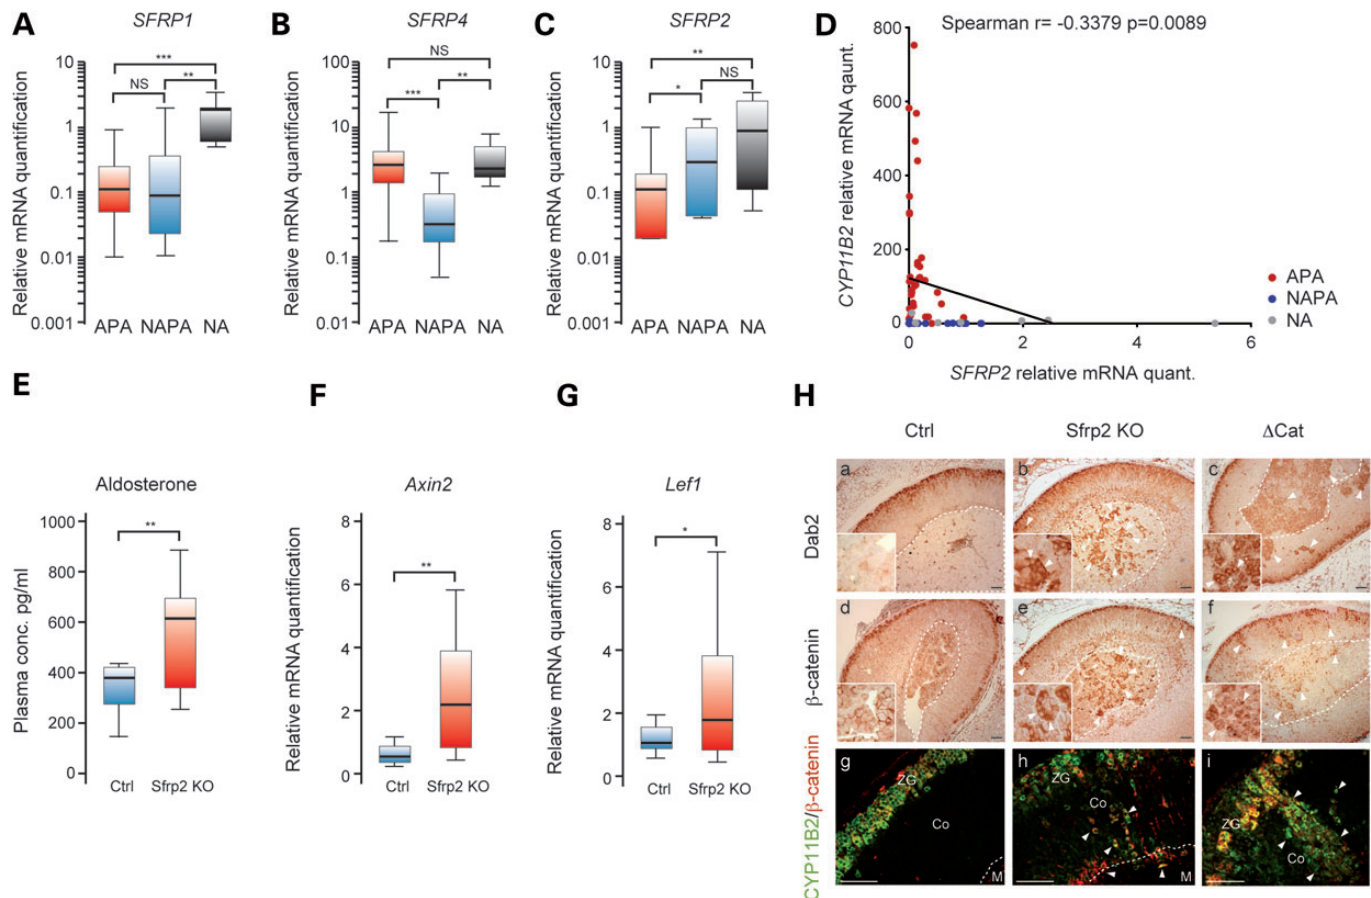 A
SFRP1
Relative mRNA quantification
10
1
0.1
0.01
0.001
***
NS
**
APA NAPA NA
B
SFRP4
Relative mRNA quantification
100
10
1
0.1
0.01
NS
***
**
APA NAPA NA
C
SFRP2
Relative mRNA quantification
10
1
0.1
0.01
0.001
**
*
NS
APA NAPA NA
D
Spearman r= -0.3379 p=0.0089
CYP11B2 relative mRNA qaunt.
800
600
400
200
0
0 2 4 6
SFRP2 relative mRNA quant.
APA
NAPA
NA
E
Aldosterone
Plasma conc. pg/ml
1000
800
600
400
200
0
**
Ctrl Sfrp2 KO
F
Axin2
Relative mRNA quantification
8
6
4
2
0
**
Ctrl Sfrp2 KO
G
Lef1
Relative mRNA quantification
8
6
4
2
0
*
Ctrl Sfrp2 KO
H
Ctrl Sfrp2 KO ΔCat
Dab2
a b c
β-catenin
d e f
CYP11B2/β-catenin
g ZG Co M
h ZG Co M
i ZG Co